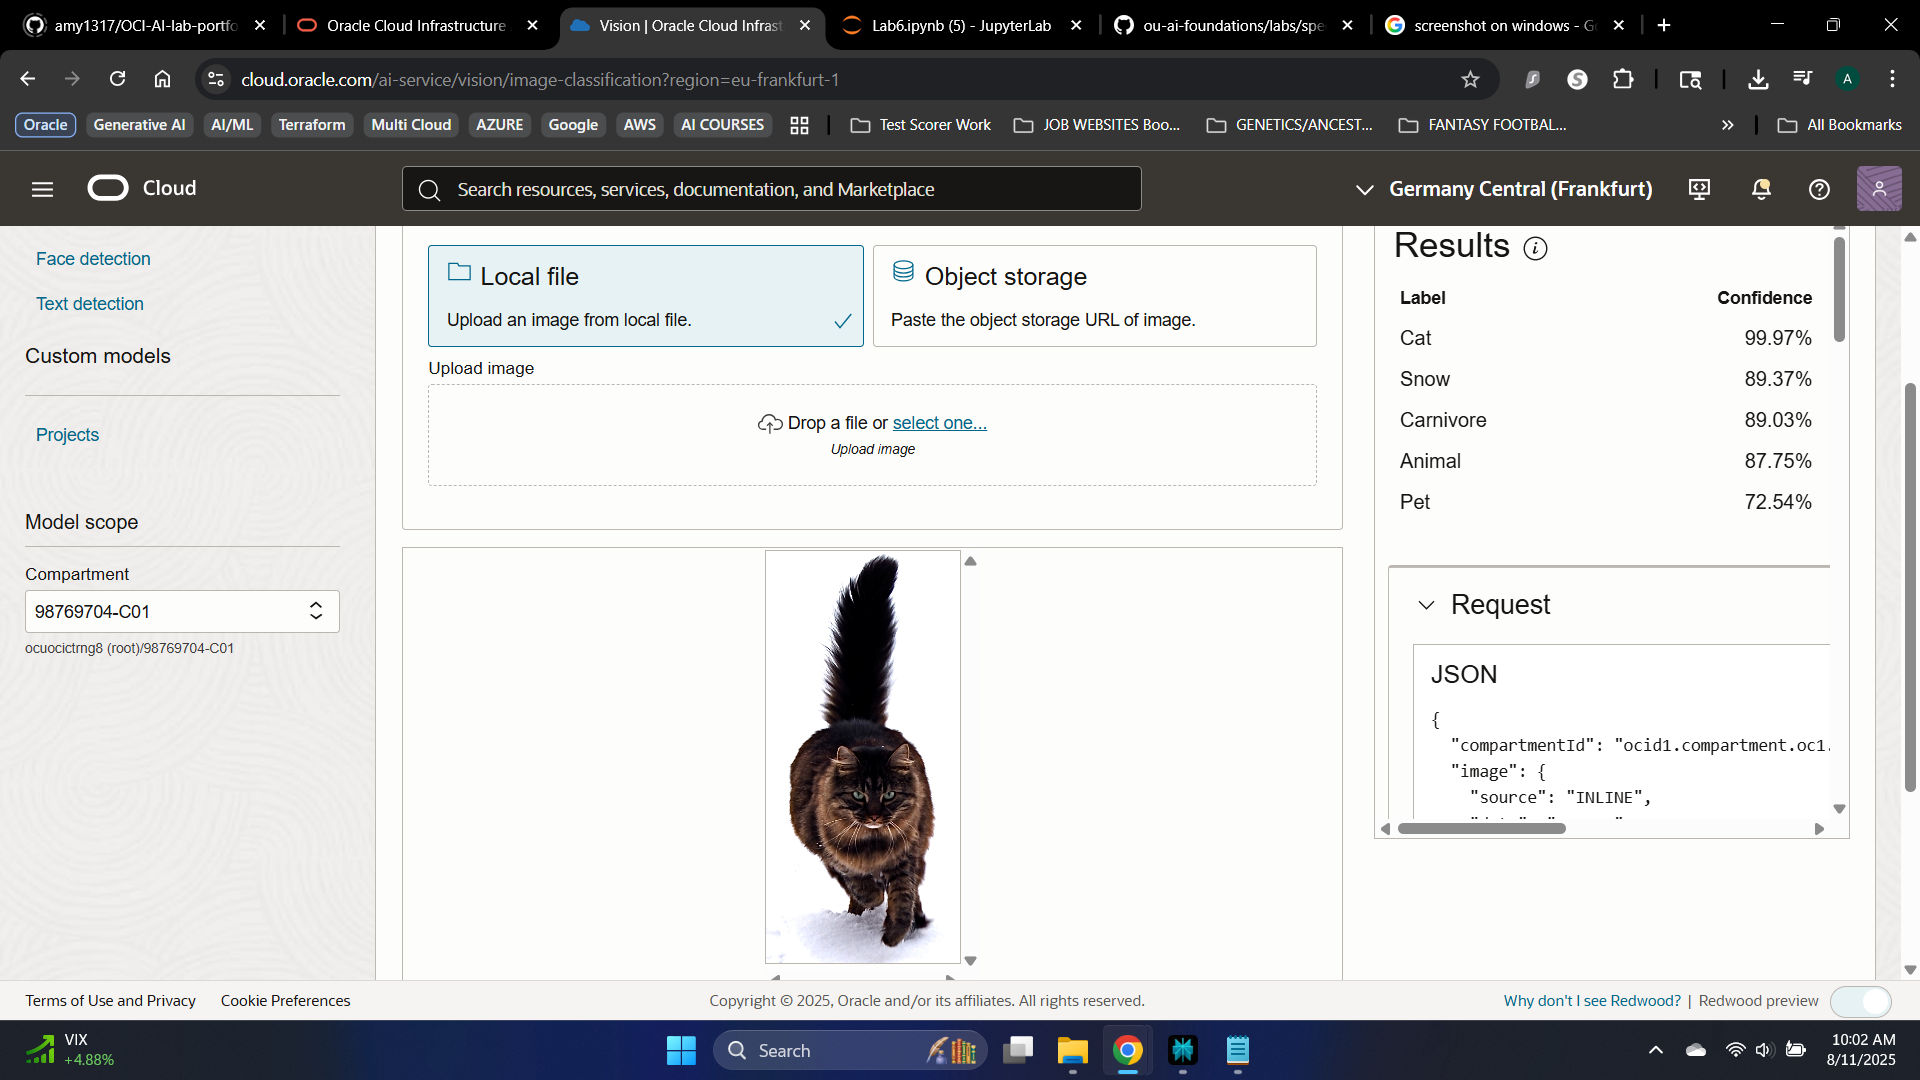 amy1317/OCI-AI-lab-portfo
Oracle Cloud Infrastructure
Vision | Oracle Cloud Infrast
Lab6.ipynb (5) - JupyterLab
ou-ai-foundations/labs/spe
screenshot on windows - G
cloud.oracle.com/ai-service/vision/image-classification?region=eu-frankfurt-1
A
Oracle
Generative AI
AI/ML
Terraform
Multi Cloud
AZURE
Google
AWS
AI COURSES
Test Scorer Work
JOB WEBSITES Boo...
GENETICS/ANCEST...
FANTASY FOOTBAL...
All Bookmarks
Cloud
Search resources, services, documentation, and Marketplace
Germany Central (Frankfurt)
Face detection
Text detection
Custom models
Projects
Model scope
Compartment
98769704-C01
ocuocictrng8 (root)/98769704-C01
Local file
Upload an image from local file.
Object storage
Paste the object storage URL of image.
Upload image
Drop a file or select one...
Upload image
Results
Label Confidence
Cat 99.97%
Snow 89.37%
Carnivore 89.03%
Animal 87.75%
Pet 72.54%
Request
JSON
{
"compartmentId": "ocid1.compartment.oc1.
"image": {
"source": "INLINE",
Terms of Use and Privacy
Cookie Preferences
Copyright © 2025, Oracle and/or its affiliates. All rights reserved.
Why don't I see Redwood? | Redwood preview
VIX
+4.88%
Search
10:02 AM
8/11/2025